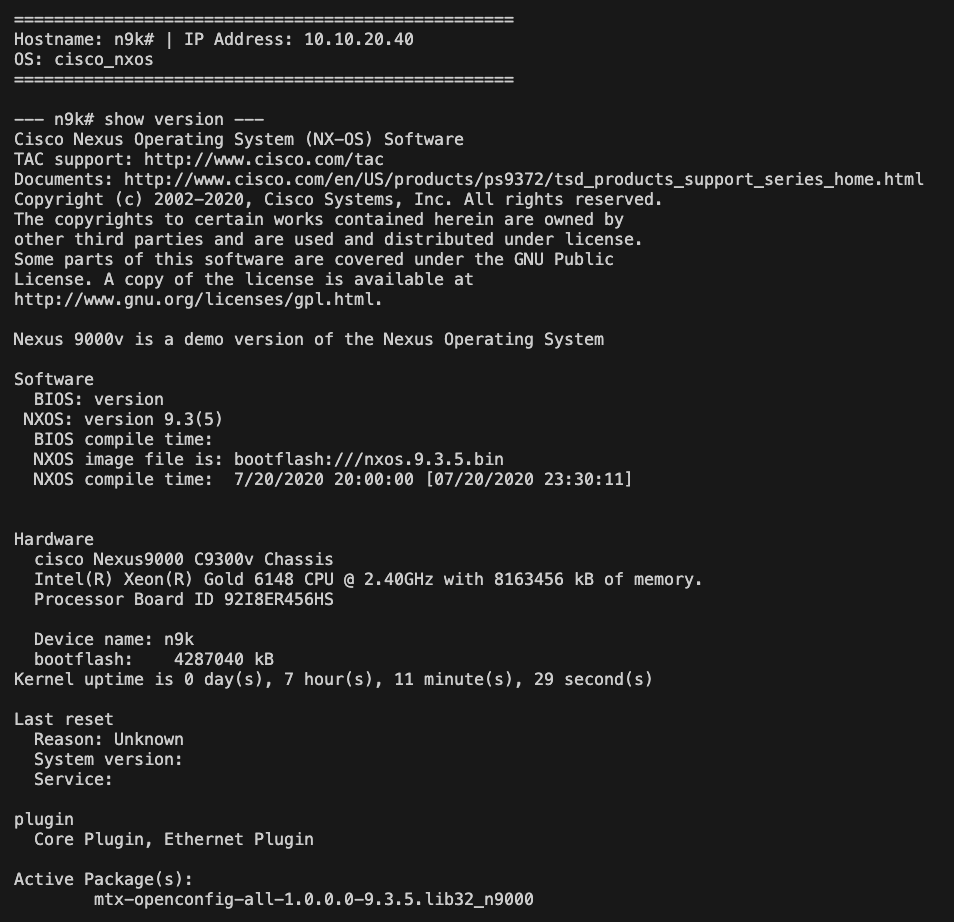 ==================================================
Hostname: n9k# | IP Address: 10.10.20.40
OS: cisco_nxos
==================================================
--- n9k# show version ---
Cisco Nexus Operating System (NX-OS) Software
TAC support: http://www.cisco.com/tac
Documents: http://www.cisco.com/en/US/products/ps9372/tsd_products_support_series_home.html
Copyright (c) 2002-2020, Cisco Systems, Inc. All rights reserved.
The copyrights to certain works contained herein are owned by
other third parties and are used and distributed under license.
Some parts of this software are covered under the GNU Public
License. A copy of the license is available at
http://www.gnu.org/licenses/gpl.html.
Nexus 9000v is a demo version of the Nexus Operating System
Software
  BIOS: version
 NXOS: version 9.3(5)
  BIOS compile time:
  NXOS image file is: bootflash:///nxos.9.3.5.bin
  NXOS compile time:  7/20/2020 20:00:00 [07/20/2020 23:30:11]
Hardware
  cisco Nexus9000 C9300v Chassis
  Intel(R) Xeon(R) Gold 6148 CPU @ 2.40GHz with 8163456 kB of memory.
  Processor Board ID 92I8ER456HS
  Device name: n9k
  bootflash:    4287040 kB
Kernel uptime is 0 day(s), 7 hour(s), 11 minute(s), 29 second(s)
Last reset
  Reason: Unknown
  System version:
  Service:
plugin
  Core Plugin, Ethernet Plugin
Active Package(s):
        mtx-openconfig-all-1.0.0.0-9.3.5.lib32_n9000